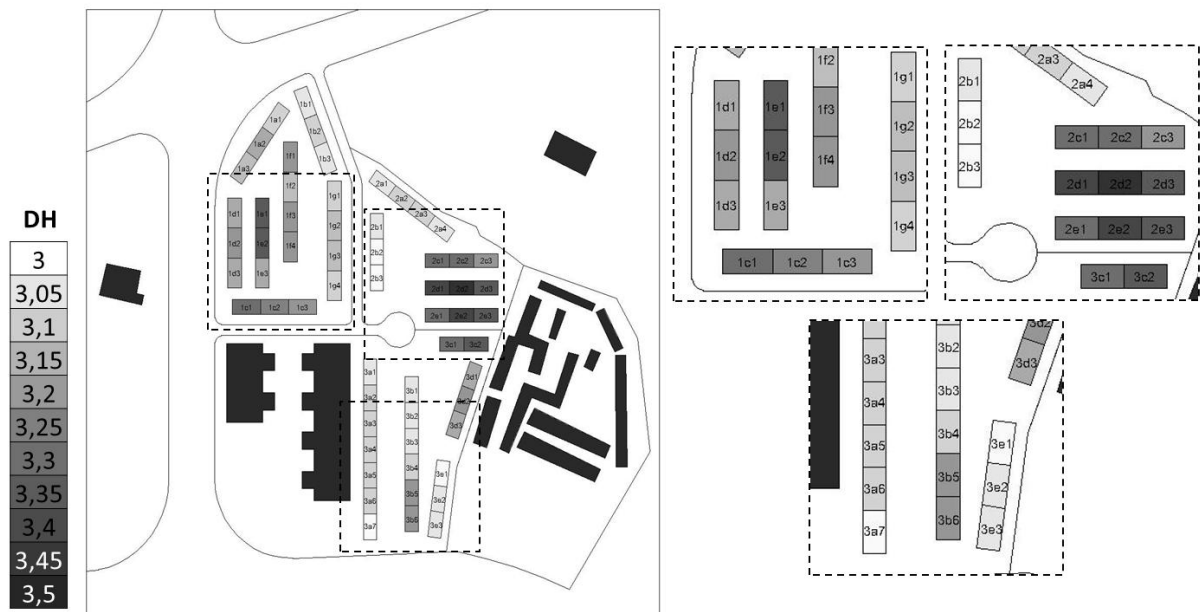 DH
3
3,05
3,1
3,15
3,2
3,25
3,3
3,35
3,4
3,45
3,5
1a1
1a2
1a3
1b1
1b2
1b3
1f1
1f2
1f3
1f4
1g1
1g2
1g3
1g4
1d1
1d2
1d3
1e1
1e2
1e3
1c1
1c2
1c3
2a1
2a2
2a3
2a4
2b1
2b2
2b3
2c1
2c2
2c3
2d1
2d2
2d3
2e1
2e2
2e3
3c1
3c2
3a1
3a2
3a3
3a4
3a5
3a6
3a7
3b1
3b2
3b3
3b4
3b5
3b6
3d1
3d2
3d3
3e1
3e2
3e3
1d1
1d2
1d3
1e1
1e2
1e3
1f2
1f3
1f4
1g1
1g2
1g3
1g4
1c1
1c2
1c3
2a3
2a4
2b1
2b2
2b3
2c1
2c2
2c3
2d1
2d2
2d3
2e1
2e2
2e3
3c1
3c2
3a3
3a4
3a5
3a6
3a7
3b2
3b3
3b4
3b5
3b6
3d2
3d3
3e1
3e2
3e3